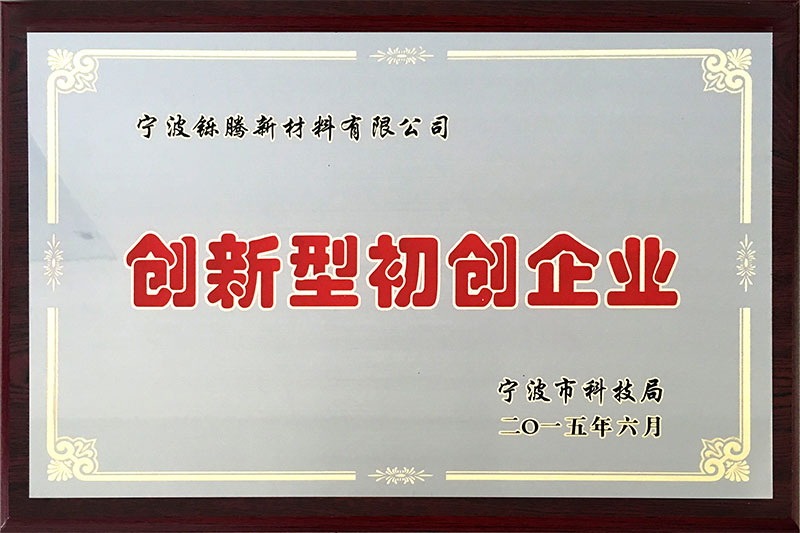 宁波铄腾新材料有限公司
创新型初创企业
宁波市科技局
二〇一五年六月